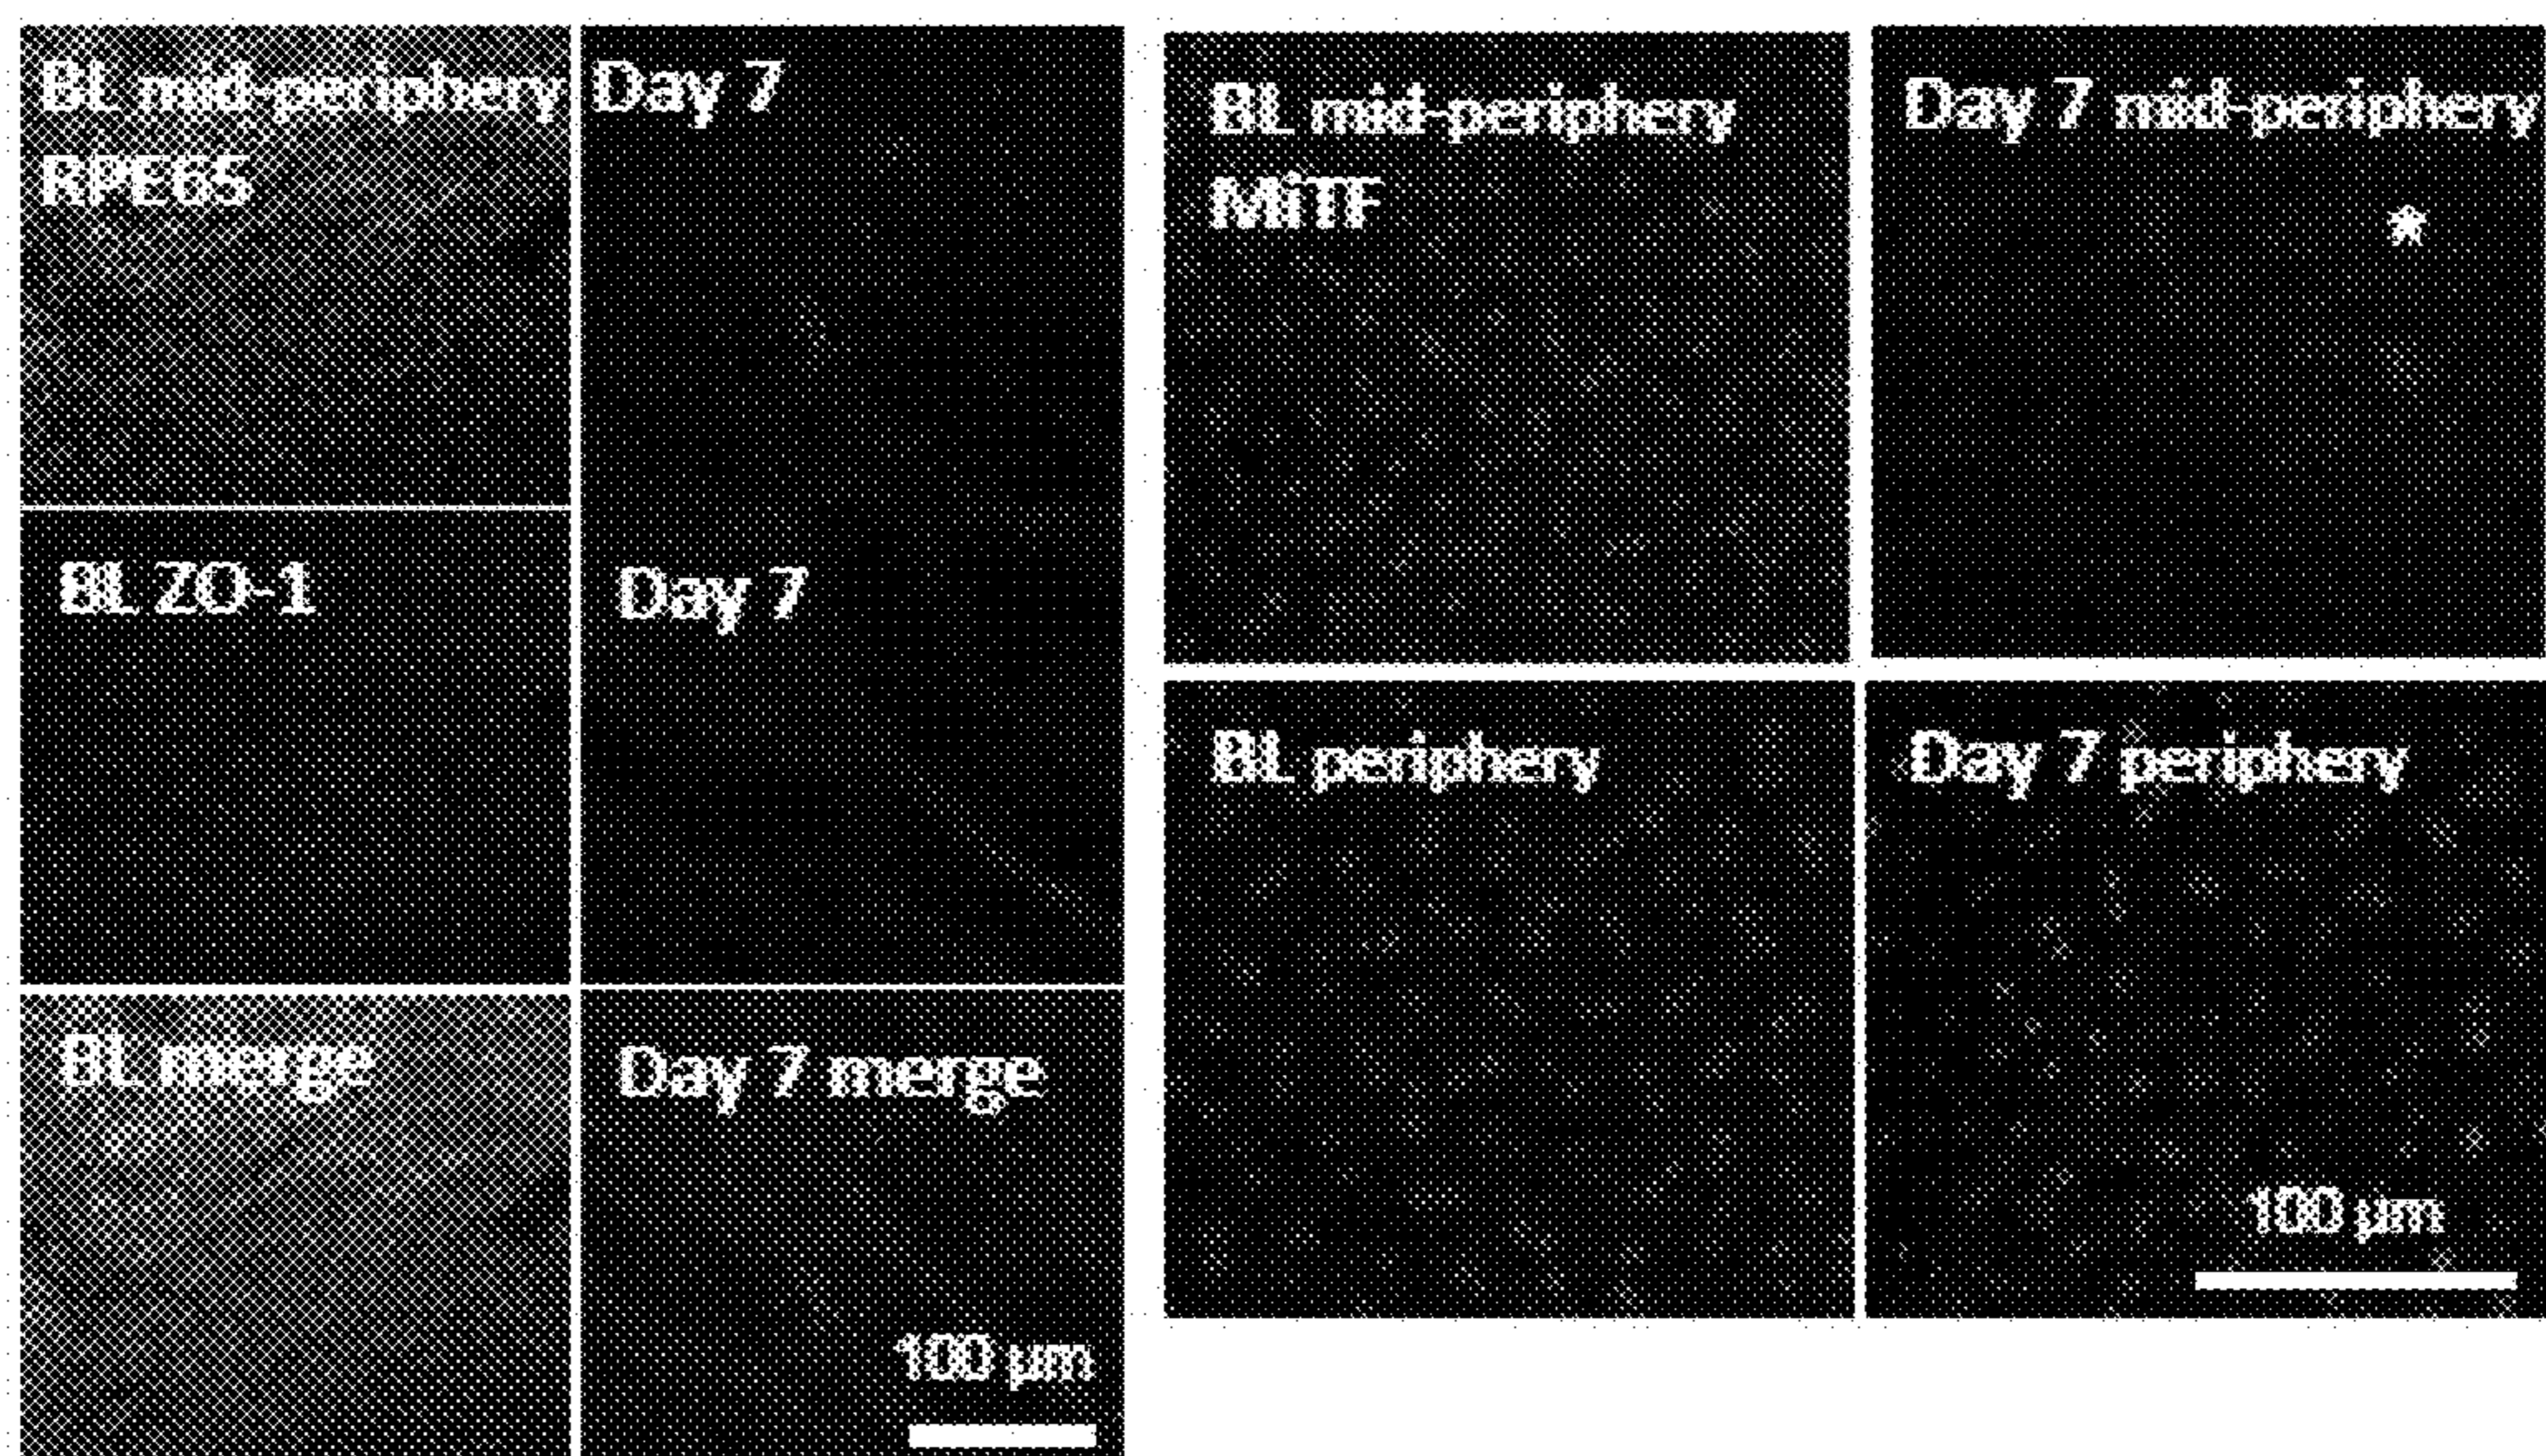 BL mid-periphery
RPE65
Day 7
BL ZO-1
Day 7
BL merge
Day 7 merge
100 µm
BL mid-periphery
MiTF
Day 7 mid-periphery
*
BL periphery
Day 7 periphery
100 µm